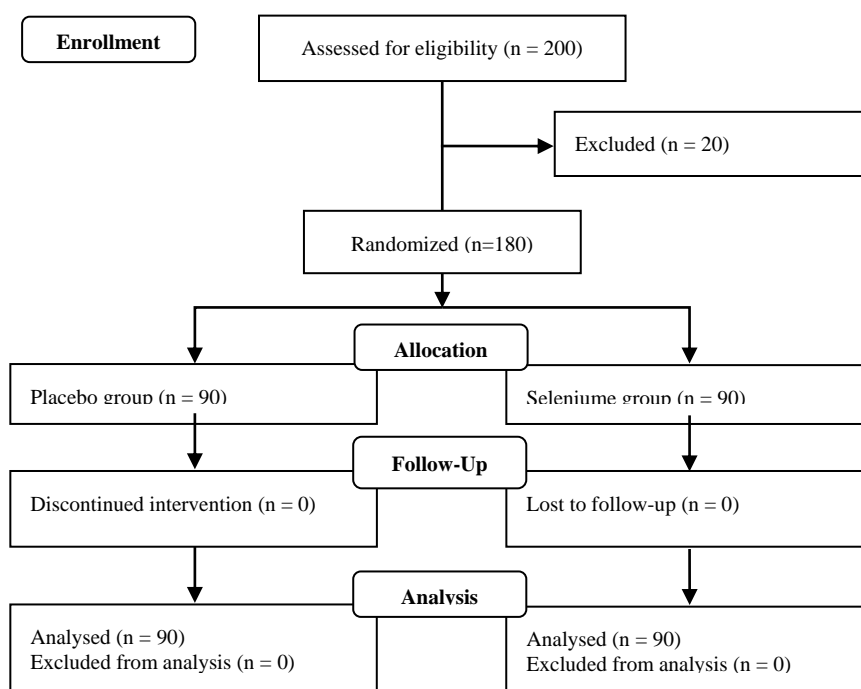 Enrollment
Assessed for eligibility (n = 200)
Excluded (n = 20)
Randomized (n=180)
Allocation
Placebo group (n = 90)
Seleniume group (n = 90)
Follow-Up
Discontinued intervention (n = 0)
Lost to follow-up (n = 0)
Analysis
Analysed (n = 90)
Excluded from analysis (n = 0)
Analysed (n = 90)
Excluded from analysis (n = 0)